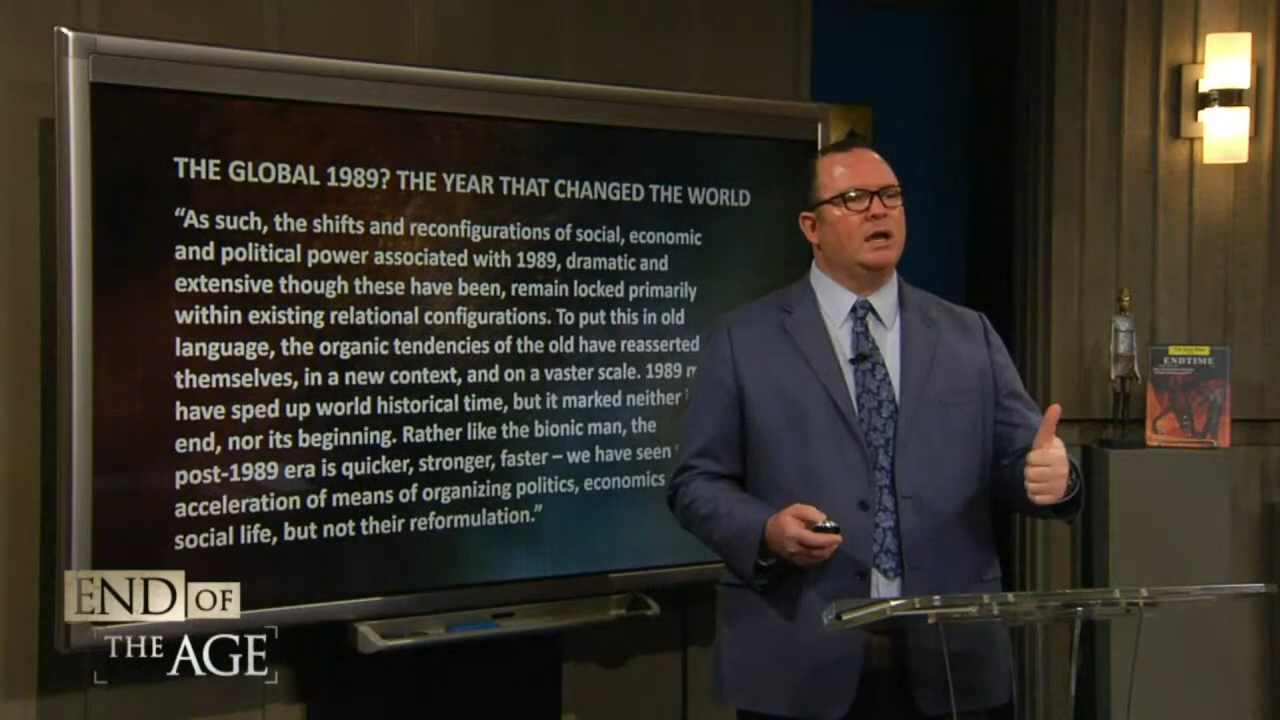 THE GLOBAL 1989? THE YEAR THAT CHANGED THE WORLD
“As such, the shifts and reconfigurations of social, economic
and political power associated with 1989, dramatic and
extensive though these have been, remain locked primarily
within existing relational configurations. To put this in old
language, the organic tendencies of the old have reasserted
themselves, in a new context, and on a vaster scale. 1989
have sped up world historical time, but it marked neither
end, nor its beginning. Rather like the bionic man, the
post-1989 era is quicker, stronger, faster – we have seen
acceleration of means of organizing politics, economics
social life, but not their reformulation.”
END OF
THE AGE
ENDTIME